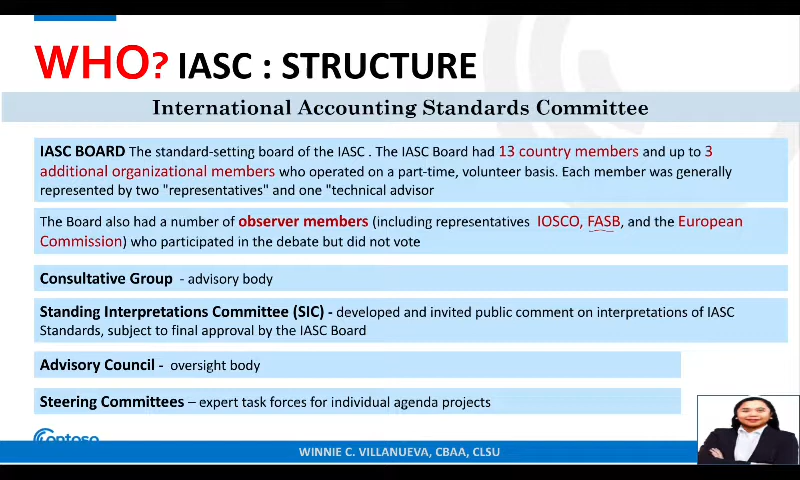 WHO? IASC : STRUCTURE
International Accounting Standards Committee
IASC BOARD The standard-setting board of the IASC . The IASC Board had 13 country members and up to 3
additional organizational members who operated on a part-time, volunteer basis. Each member was generally
represented by two "representatives" and one "technical advisor
The Board also had a number of observer members (including representatives IOSCO, FASB, and the European
Commission) who participated in the debate but did not vote
Consultative Group - advisory body
Standing Interpretations Committee (SIC) - developed and invited public comment on interpretations of IASC
Standards, subject to final approval by the IASC Board
Advisory Council - oversight body
Steering Committees – expert task forces for individual agenda projects
ontoso
WINNIE C. VILLANUEVA, CBAA, CLSU